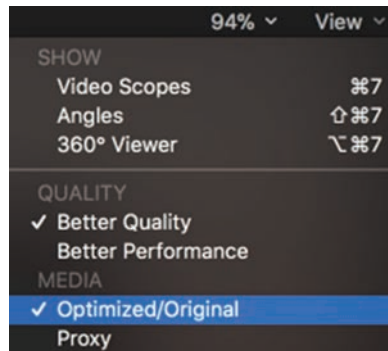 94% View
SHOW
Video Scopes ⌘7
Angles ⇧⌘7
360° Viewer ⌥⌘7
QUALITY
✓ Better Quality
Better Performance
MEDIA
✓ Optimized/Original
Proxy